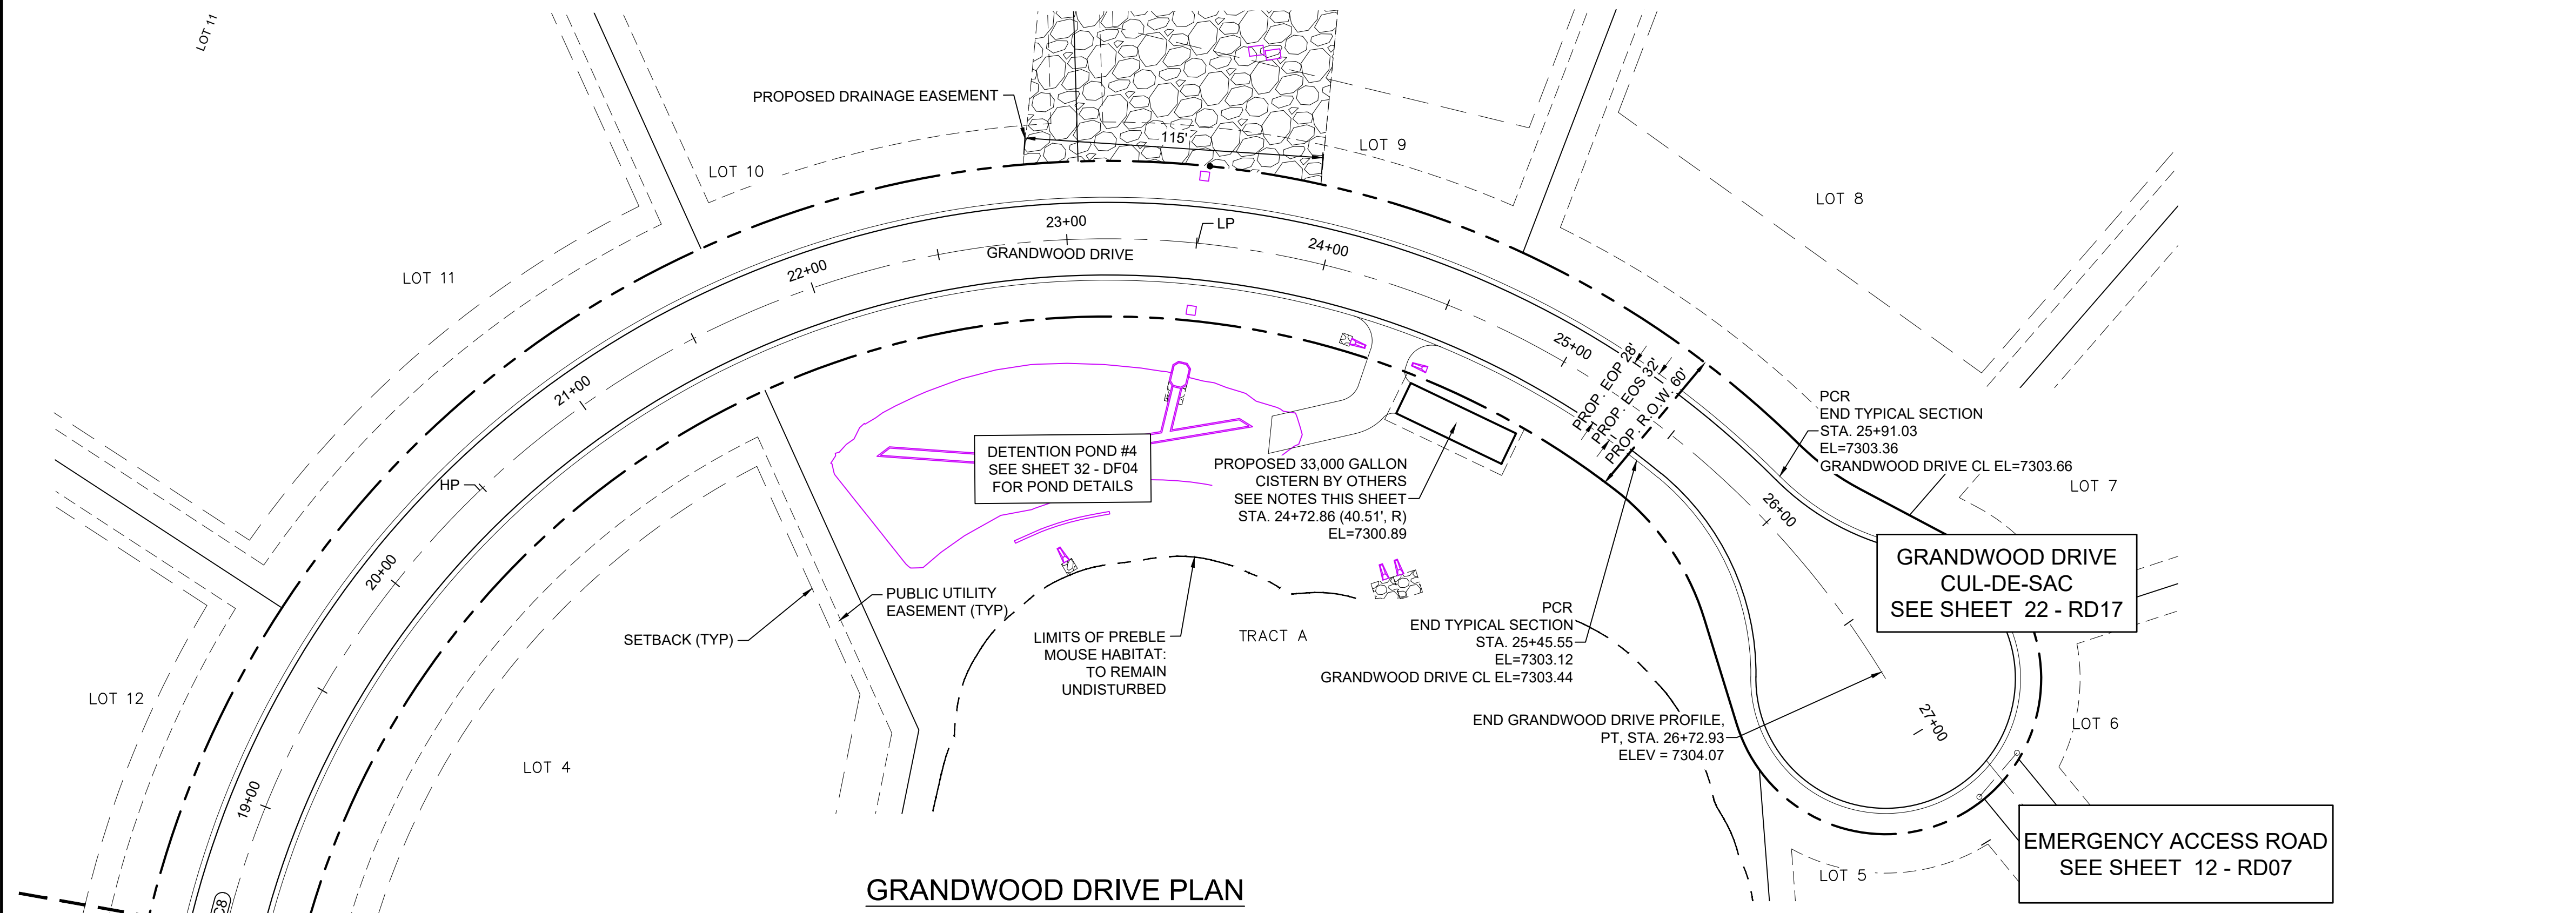 LOT 11
PROPOSED DRAINAGE EASEMENT
115'
LOT 9
LOT 10
LOT 8
23+00
LP
24+00
GRANDWOOD DRIVE
22+00
LOT 11
25+00
PROP. EOP 28'
PROP. EOS 32'
PROP. R.O.W. 60'
21+00
PCR
END TYPICAL SECTION
STA. 25+91.03
EL=7303.36
GRANDWOOD DRIVE CL EL=7303.66
HP
DETENTION POND #4
SEE SHEET 32 - DF04
FOR POND DETAILS
PROPOSED 33,000 GALLON
CISTERN BY OTHERS
SEE NOTES THIS SHEET
STA. 24+72.86 (40.51', R)
EL=7300.89
LOT 7
26+00
20+00
GRANDWOOD DRIVE
CUL-DE-SAC
SEE SHEET 22 - RD17
PUBLIC UTILITY
EASEMENT (TYP)
SETBACK (TYP)
LIMITS OF PREBLE
MOUSE HABITAT:
TO REMAIN
UNDISTURBED
TRACT A
PCR
END TYPICAL SECTION
STA. 25+45.55
EL=7303.12
GRANDWOOD DRIVE CL EL=7303.44
LOT 12
END GRANDWOOD DRIVE PROFILE,
PT, STA. 26+72.93
ELEV = 7304.07
27+00
LOT 6
LOT 4
19+00
EMERGENCY ACCESS ROAD
SEE SHEET 12 - RD07
LOT 5
C8
GRANDWOOD DRIVE PLAN